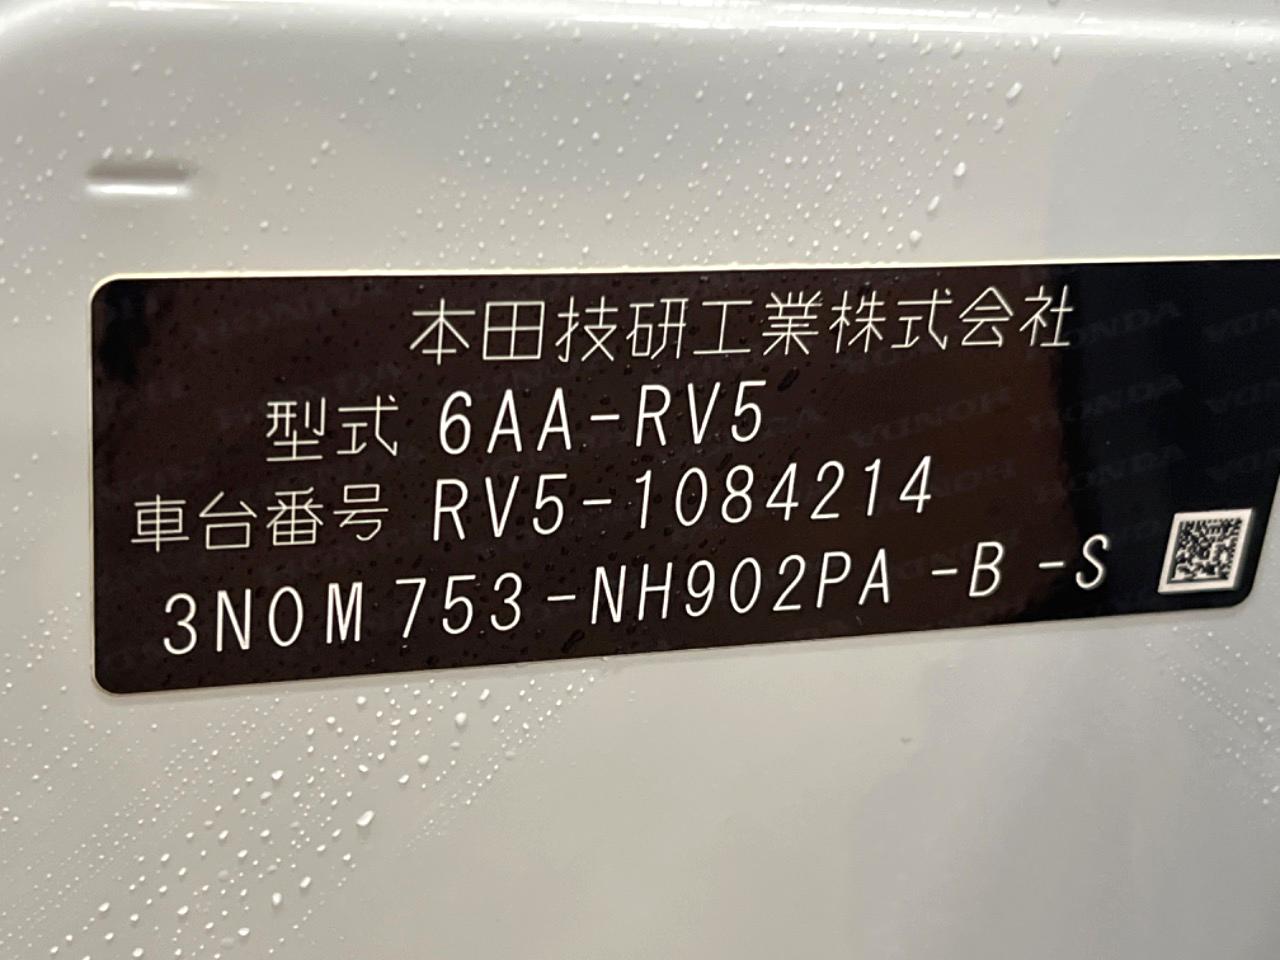 本田技研工業株式会社
型式 6AA-RV5
車台番号 RV5-1084214
3N0M 753-NH902PA -B -S